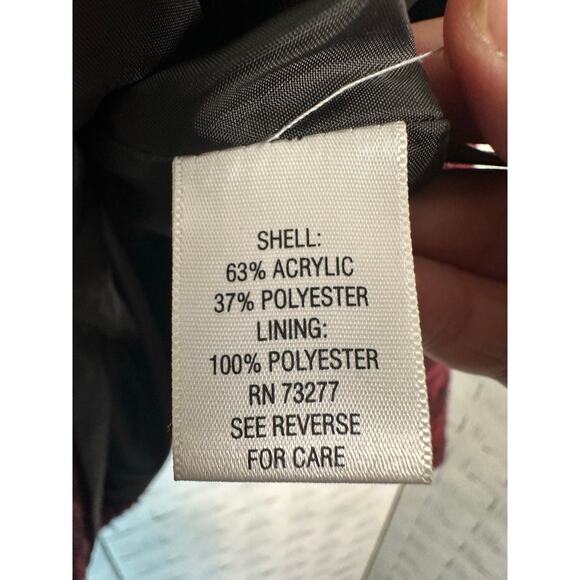 SHELL:
63% ACRYLIC
37% POLYESTER
LINING:
100% POLYESTER
RN 73277
SEE REVERSE
FOR CARE